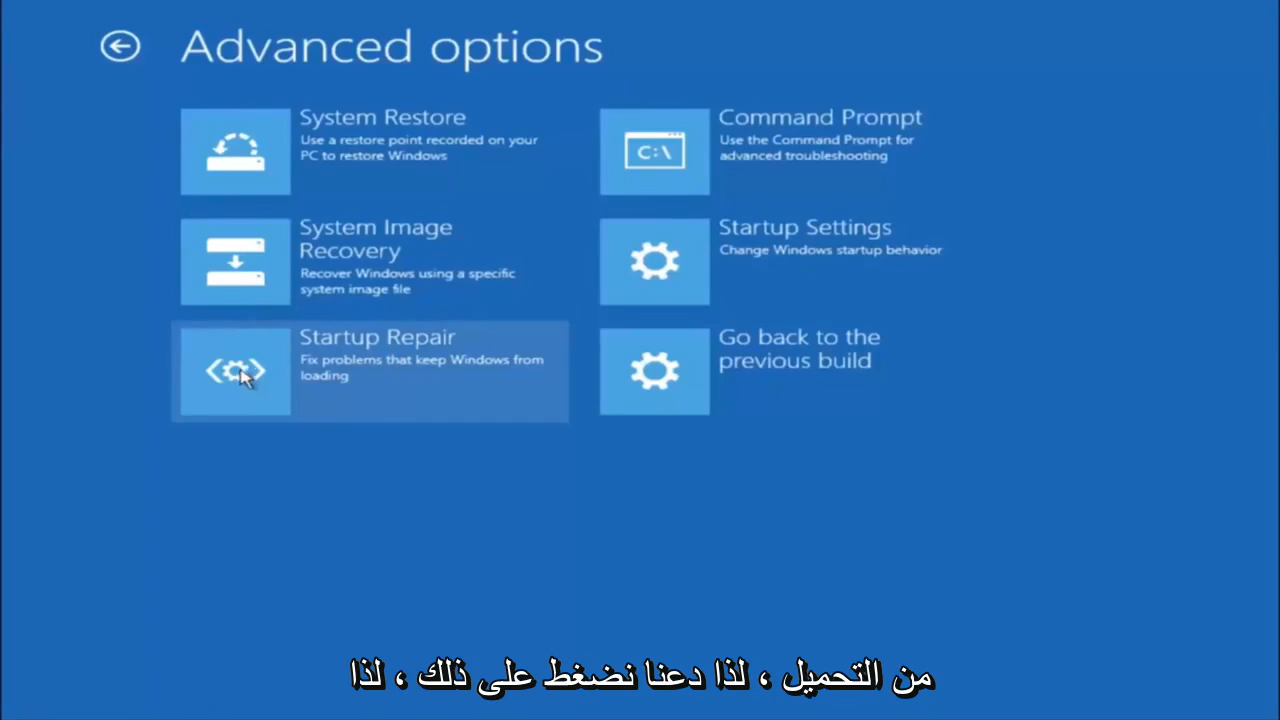 Advanced options
System Restore
Use a restore point recorded on your
PC to restore Windows
Command Prompt
Use the Command Prompt for
advanced troubleshooting
C:\
System Image
Recovery
Recover Windows using a specific
system image file
Startup Settings
Change Windows startup behavior
Startup Repair
Fix problems that keep Windows from
loading
Go back to the
previous build
من التحميل ، لذا دعنا نضغط على ذلك ، لذا